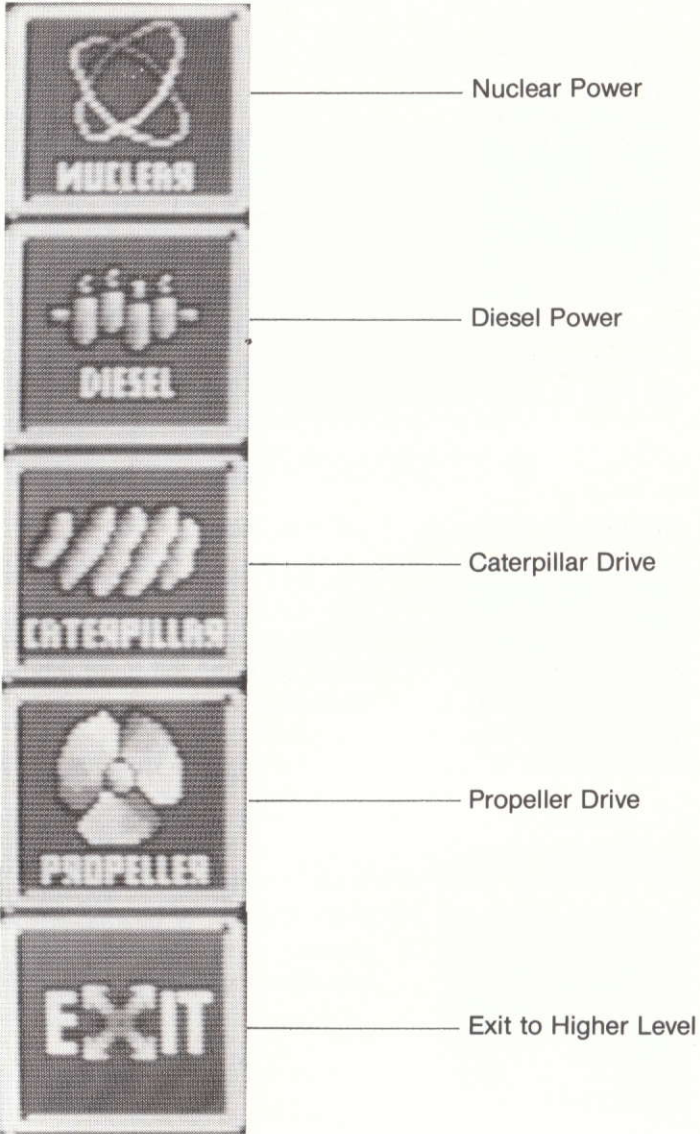 NUCLEAR
Nuclear Power
DIESEL
Diesel Power
CATERPILLAR
Caterpillar Drive
PROPELLER
Propeller Drive
EXIT
Exit to Higher Level